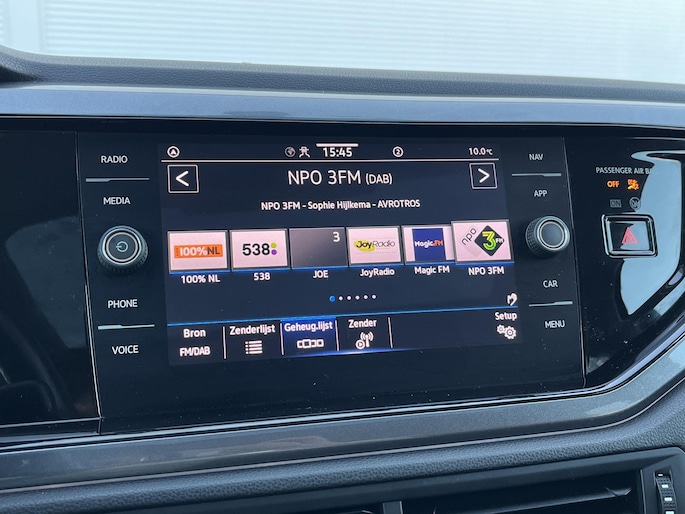 RADIO
MEDIA
PHONE
VOICE
15:45
2
10.0°C
NPO 3FM (DAB)
NPO 3FM - Sophie Hijlkema - AVROTROS
100% NL
538
3
JoyRadio
Magic.FM
npo 3FM
100% NL
538
JOE
JoyRadio
Magic FM
NPO 3FM
Bron
Zenderlijst
Geheug.lijst
Zender
Setup
FM/DAB
NAV
APP
CAR
MENU
PASSENGER AIR
OFF